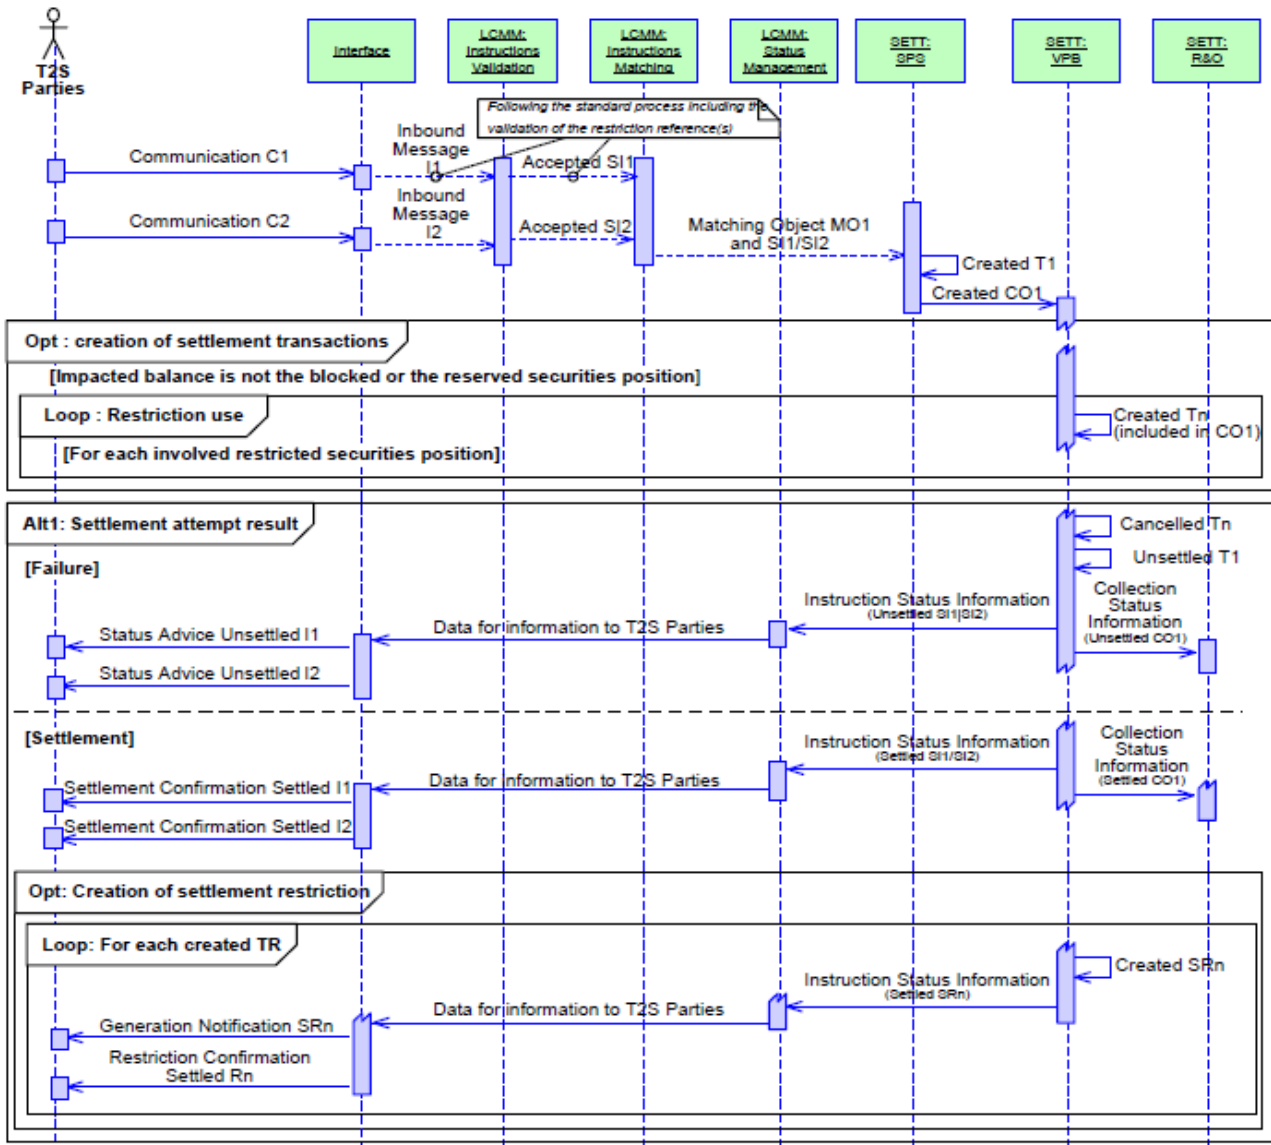 T2S
Parties
Interface
LCMM:
Instructions
Validation
LCMM:
Instructions
Matching
LCMM:
Status
Management
SETT:
SPS
SETT:
VPB
SETT:
R&O
Following the standard process including the
validation of the restriction reference(s)
Communication C1
Inbound
Message
I1
Accepted SI1
Communication C2
Inbound
Message
I2
Accepted SI2
Matching Object MO1
and SI1/SI2
Created T1
Created CO1
Opt : creation of settlement transactions
[Impacted balance is not the blocked or the reserved securities position]
Loop : Restriction use
[For each involved restricted securities position]
Created Tn
(included in CO1)
Alt1: Settlement attempt result
[Failure]
Cancelled Tn
Unsettled T1
Instruction Status Information
(Unsettled SI1|SI2)
Collection
Status
Information
(Unsettled CO1)
Data for information to T2S Parties
Status Advice Unsettled I1
Status Advice Unsettled I2
[Settlement]
Instruction Status Information
(Settled SI1/SI2)
Collection
Status
Information
(Settled CO1)
Data for information to T2S Parties
Settlement Confirmation Settled I1
Settlement Confirmation Settled I2
Opt: Creation of settlement restriction
Loop: For each created TR
Created SRn
Instruction Status Information
(Settled SRn)
Data for information to T2S Parties
Generation Notification SRn
Restriction Confirmation
Settled Rn